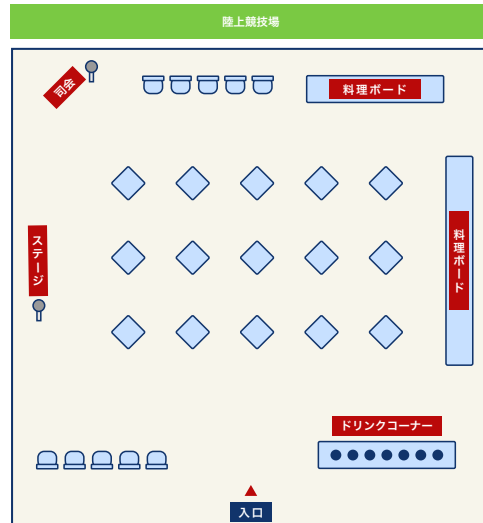 陸上競技場
司会
料理ボード
ステージ
料理ボード
ドリンクコーナー
入口